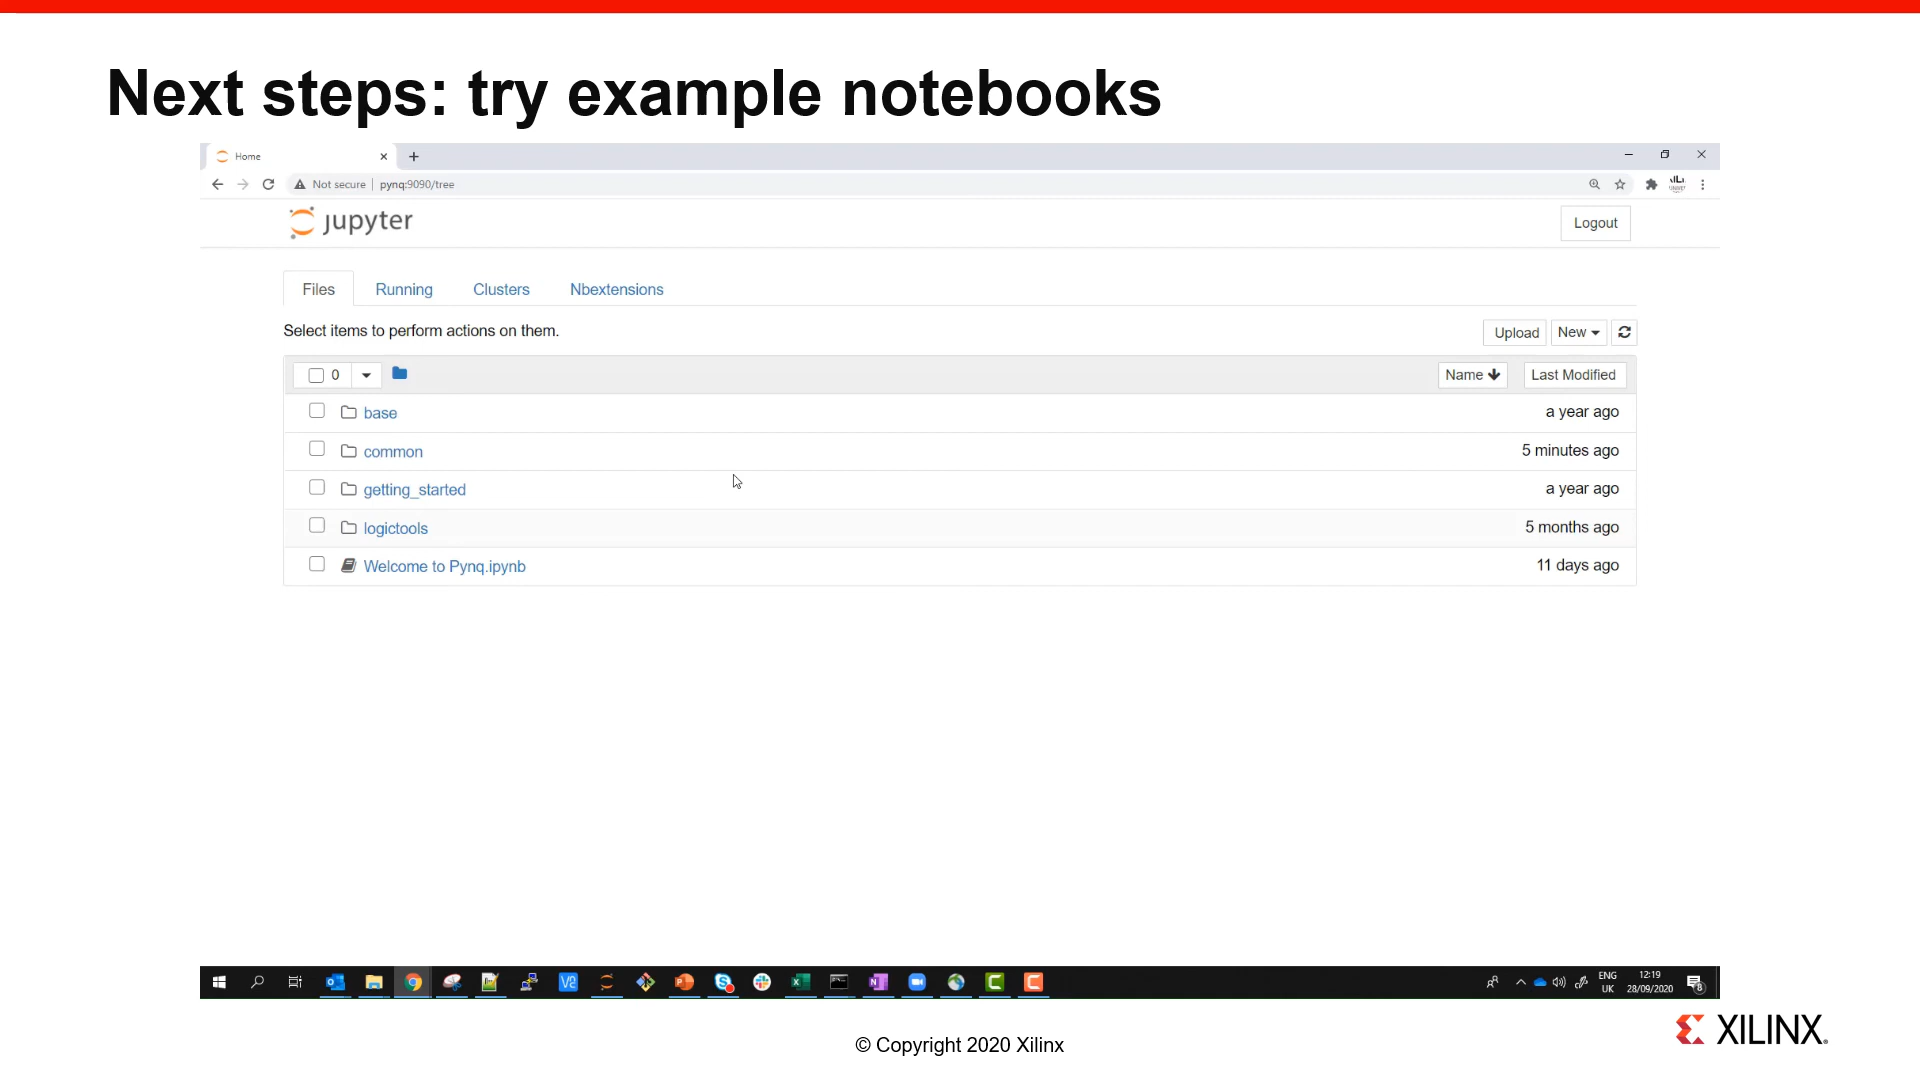 Next steps: try example notebooks
Home
Not secure | pynq:9090/tree
jupyter
Logout
Files Running Clusters Nbextensions
Select items to perform actions on them.
Upload New
0 Name Last Modified
base a year ago
common 5 minutes ago
getting_started a year ago
logictools 5 months ago
Welcome to Pynq.ipynb 11 days ago
ENG 12:19
UK 28/09/2020
8
XILINX
© Copyright 2020 Xilinx